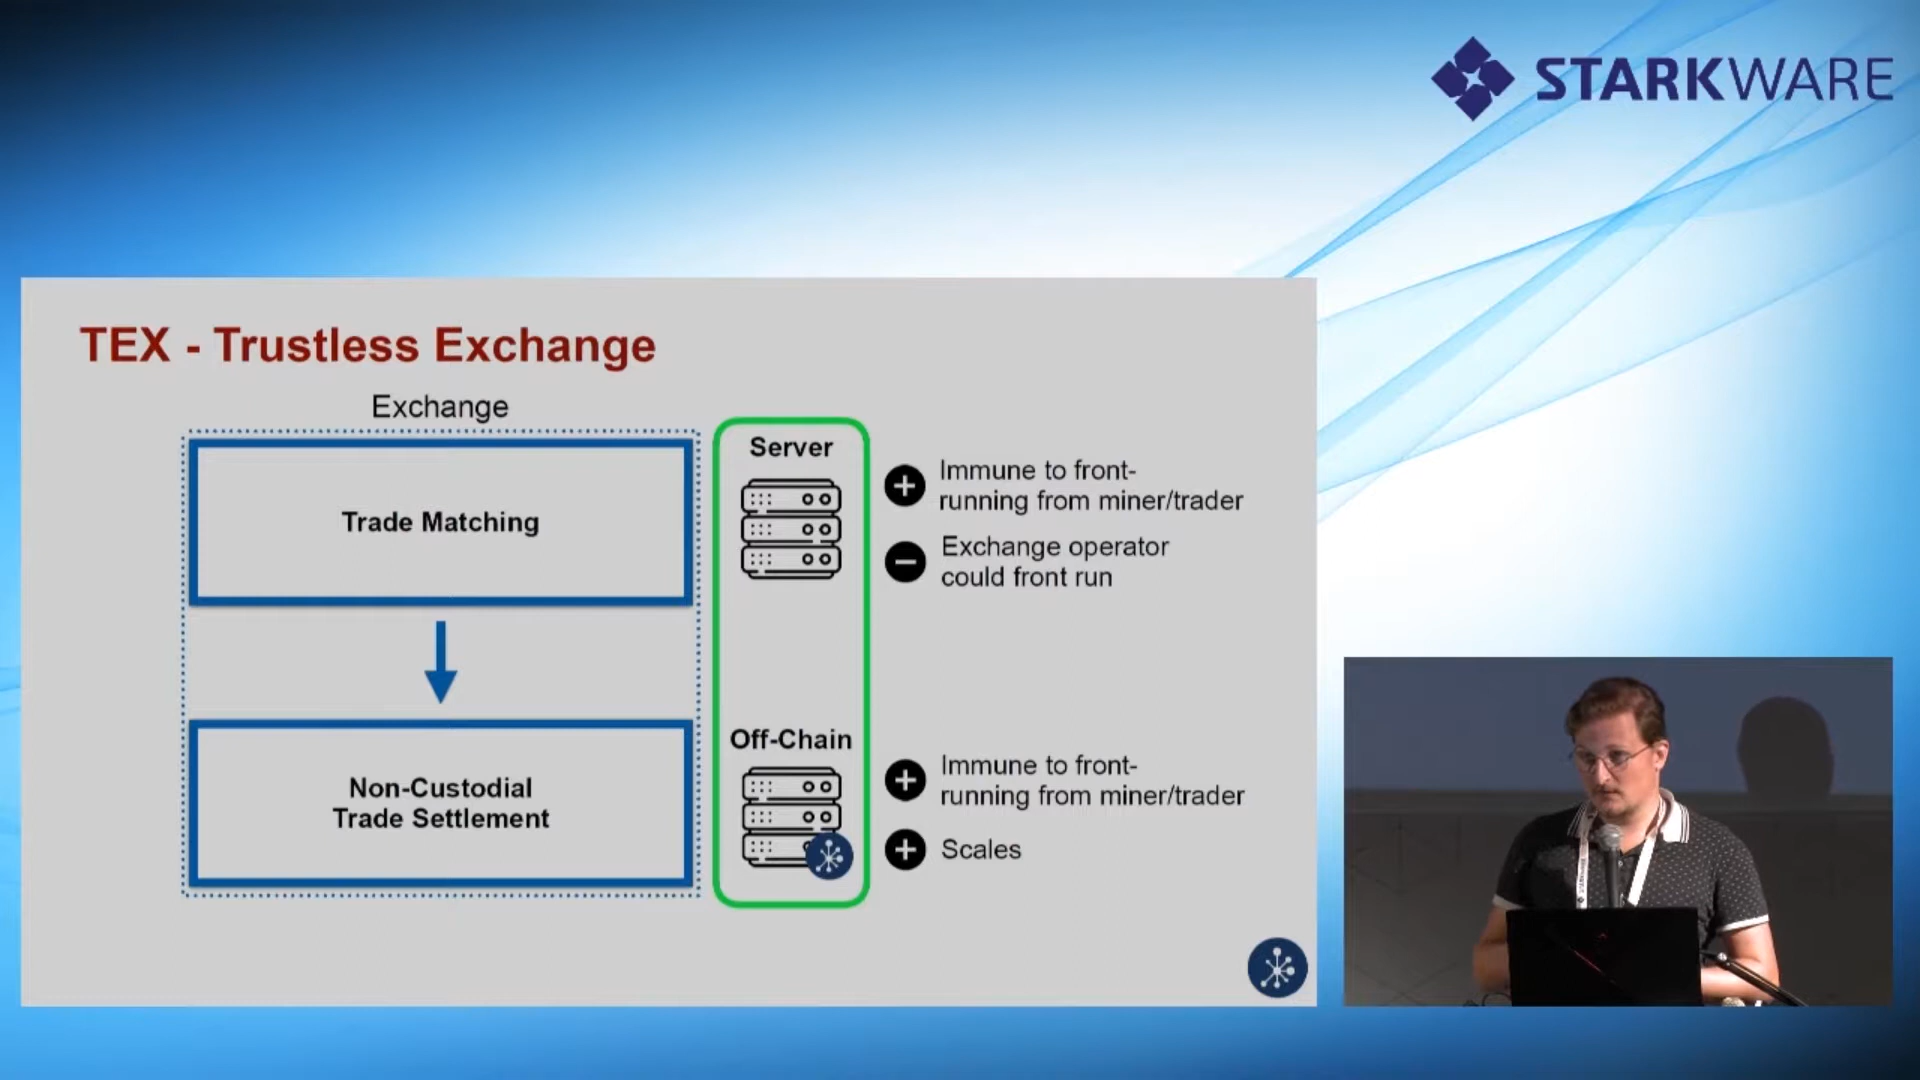 STARKWARE
TEX - Trustless Exchange
Exchange
Trade Matching
Server
Immune to front-
running from miner/trader
Exchange operator
could front run
Non-Custodial
Trade Settlement
Off-Chain
Immune to front-
running from miner/trader
Scales